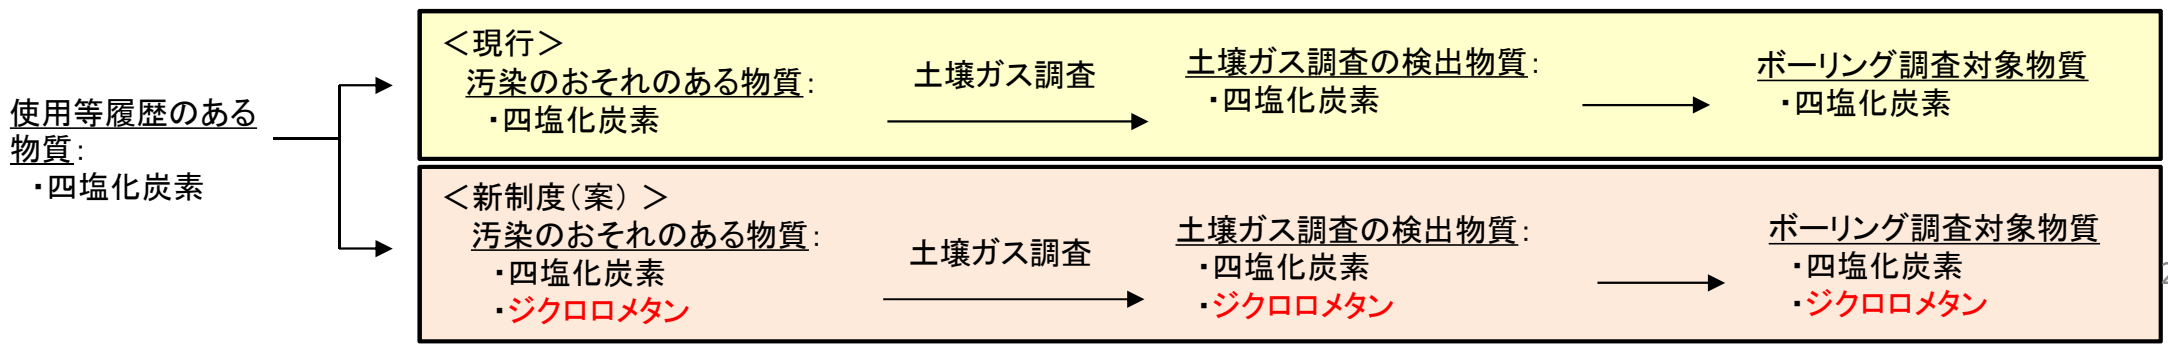 使用等履歴のある
物質：
・四塩化炭素
＜現行＞
汚染のおそれのある物質：
・四塩化炭素
土壌ガス調査
土壌ガス調査の検出物質：
・四塩化炭素
ボーリング調査対象物質
・四塩化炭素
＜新制度（案）＞
汚染のおそれのある物質：
・四塩化炭素
・ジクロロメタン
土壌ガス調査
土壌ガス調査の検出物質：
・四塩化炭素
・ジクロロメタン
ボーリング調査対象物質
・四塩化炭素
・ジクロロメタン